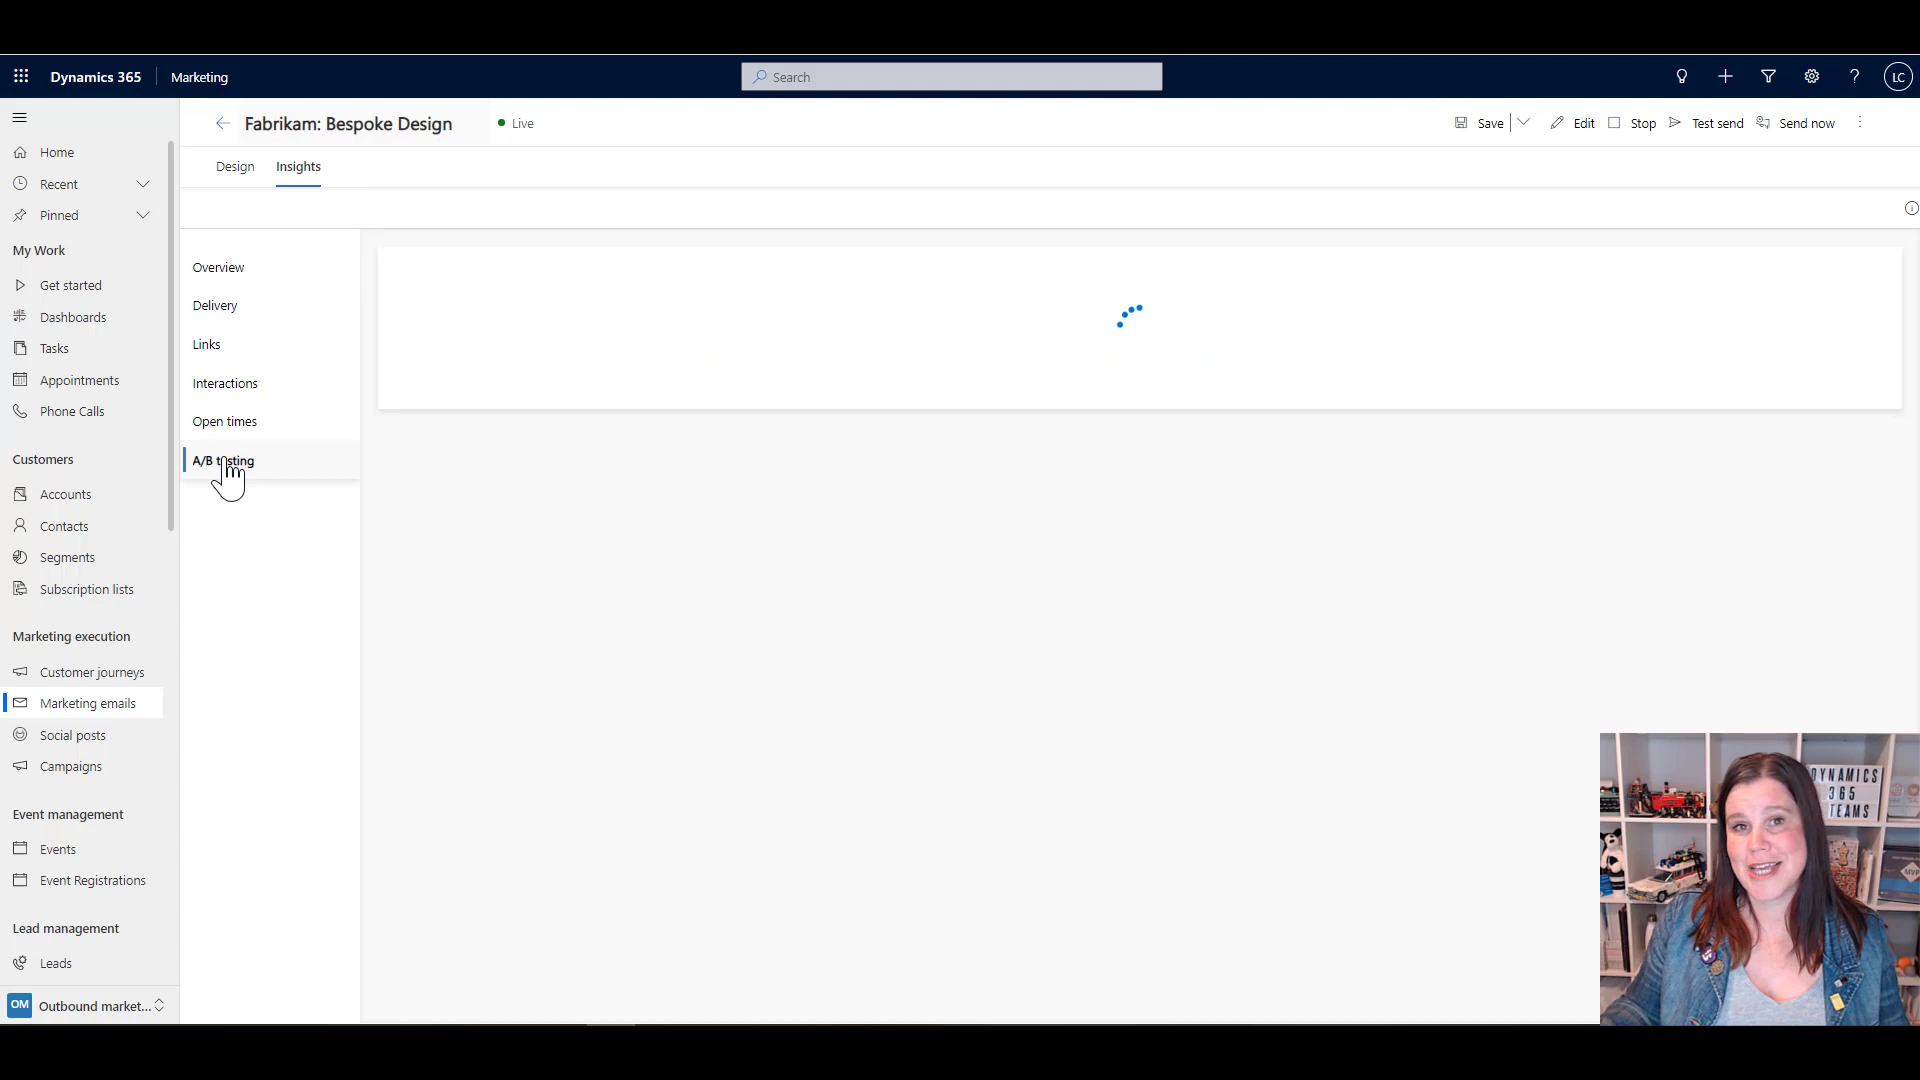 Dynamics 365
Marketing
Search
LC
Fabrikam: Bespoke Design
Live
Save
Edit
Stop
Test send
Send now
Home
Recent
Pinned
My Work
Get started
Dashboards
Tasks
Appointments
Phone Calls
Customers
Accounts
Contacts
Segments
Subscription lists
Marketing execution
Customer journeys
Marketing emails
Social posts
Campaigns
Event management
Events
Event Registrations
Lead management
Leads
OM
Outbound market...
Design
Insights
Overview
Delivery
Links
Interactions
Open times
A/B testing
DYNAMICS
365
TEAMS
MVP